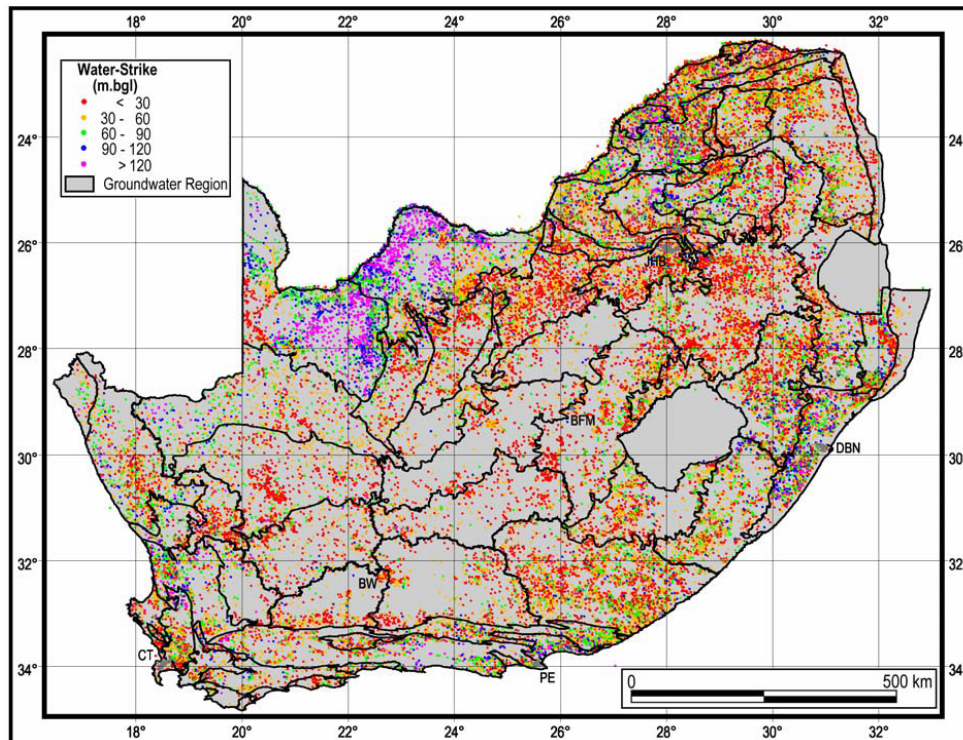 18° 20° 22° 24° 26° 28° 30° 32°
Water-Strike
(m.bgl)
< 30
30 - 60
60 - 90
90 - 120
> 120
Groundwater Region
24° 24°
26° 26°
JHB
28° 28°
BFM
30° DBN 30°
32° 32°
BW
CT
34° 34°
PE
0 500 km
18° 20° 22° 24° 26° 28° 30° 32°